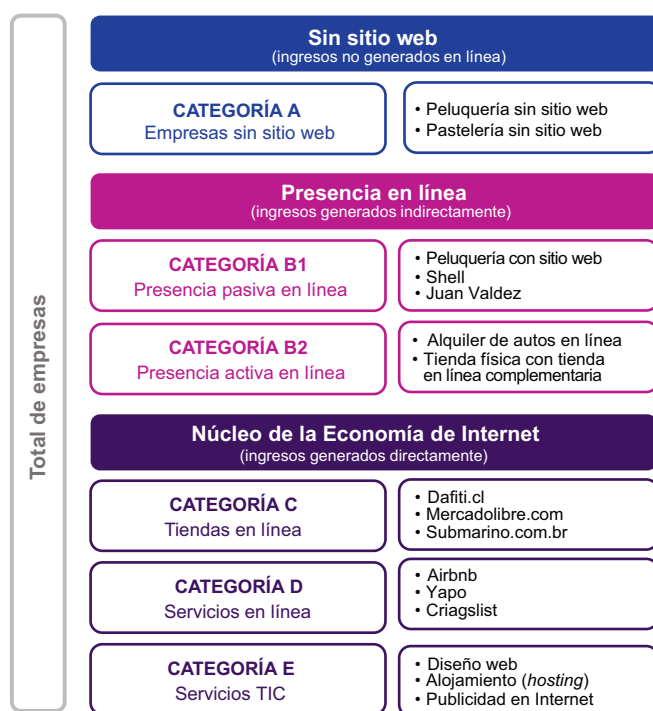 Total de empresas
Sin sitio web
(ingresos no generados en línea)
CATEGORÍA A
Empresas sin sitio web
• Peluquería sin sitio web
• Pastelería sin sitio web
Presencia en línea
(ingresos generados indirectamente)
CATEGORÍA B1
Presencia pasiva en línea
• Peluquería con sitio web
• Shell
• Juan Valdez
CATEGORÍA B2
Presencia activa en línea
• Alquiler de autos en línea
• Tienda física con tienda
en línea complementaria
Núcleo de la Economía de Internet
(ingresos generados directamente)
CATEGORÍA C
Tiendas en línea
• Dafiti.cl
• Mercadolibre.com
• Submarino.com.br
CATEGORÍA D
Servicios en línea
• Airbnb
• Yapo
• Criagslist
CATEGORÍA E
Servicios TIC
• Diseño web
• Alojamiento (hosting)
• Publicidad en Internet